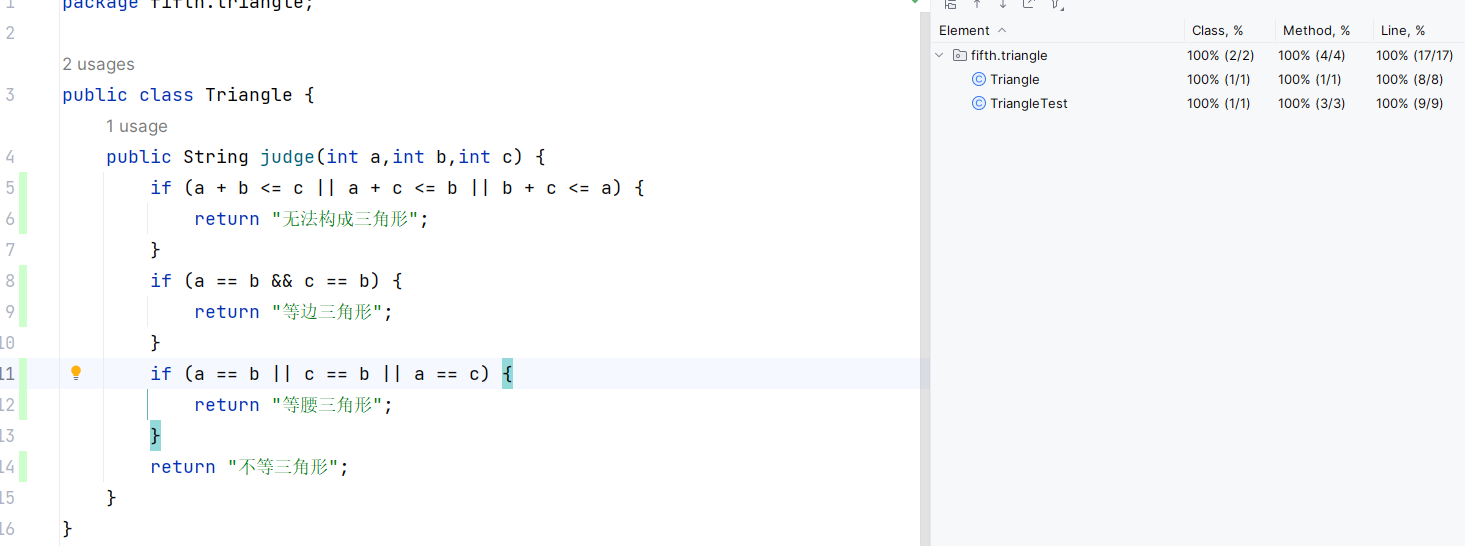 1 package fifth.triangle;
2
2 usages
3 public class Triangle {
1 usage
4 public String judge(int a,int b,int c) {
5 if (a + b <= c || a + c <= b || b + c <= a) {
6 return "无法构成三角形";
7 }
8 if (a == b && c == b) {
9 return "等边三角形";
10 }
11 if (a == b || c == b || a == c) {
12 return "等腰三角形";
13 }
14 return "不等三角形";
15 }
16 }
Element Class, % Method, % Line, %
fifth.triangle 100% (2/2) 100% (4/4) 100% (17/17)
Triangle 100% (1/1) 100% (1/1) 100% (8/8)
TriangleTest 100% (1/1) 100% (3/3) 100% (9/9)